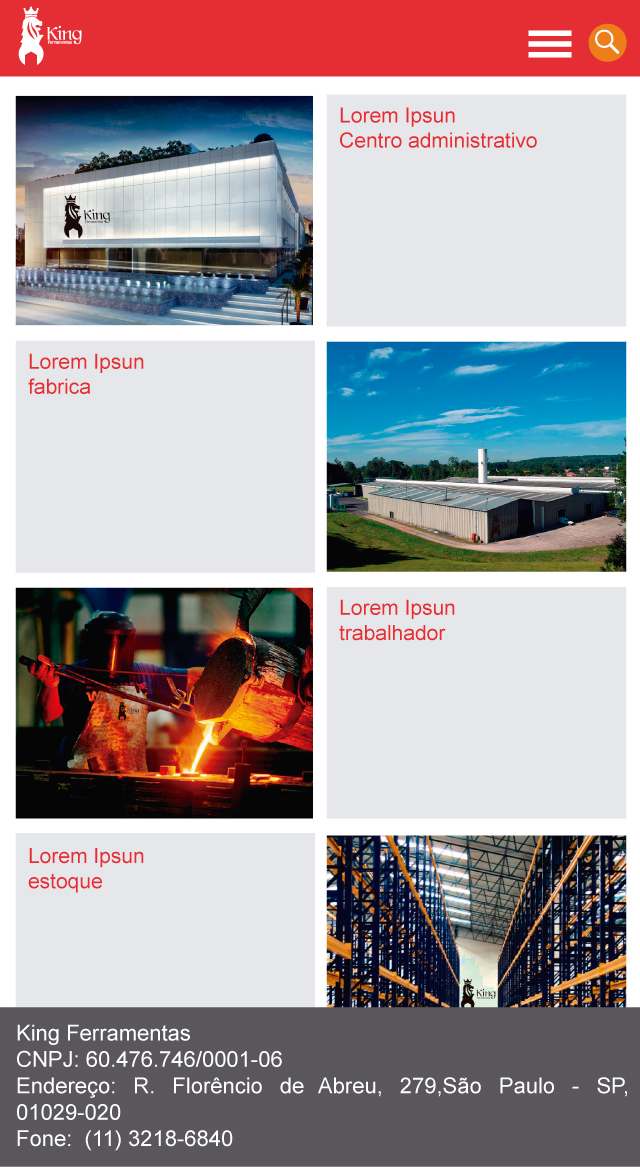 King
Ferramentas
Lorem Ipsun
Centro administrativo
King
Ferramentas
Lorem Ipsun
fabrica
Lorem Ipsun
trabalhador
King
Lorem Ipsun
estoque
King
King Ferramentas
CNPJ: 60.476.746/0001-06
Endereço: R. Florêncio de Abreu, 279,São Paulo - SP,
01029-020
Fone:  (11) 3218-6840